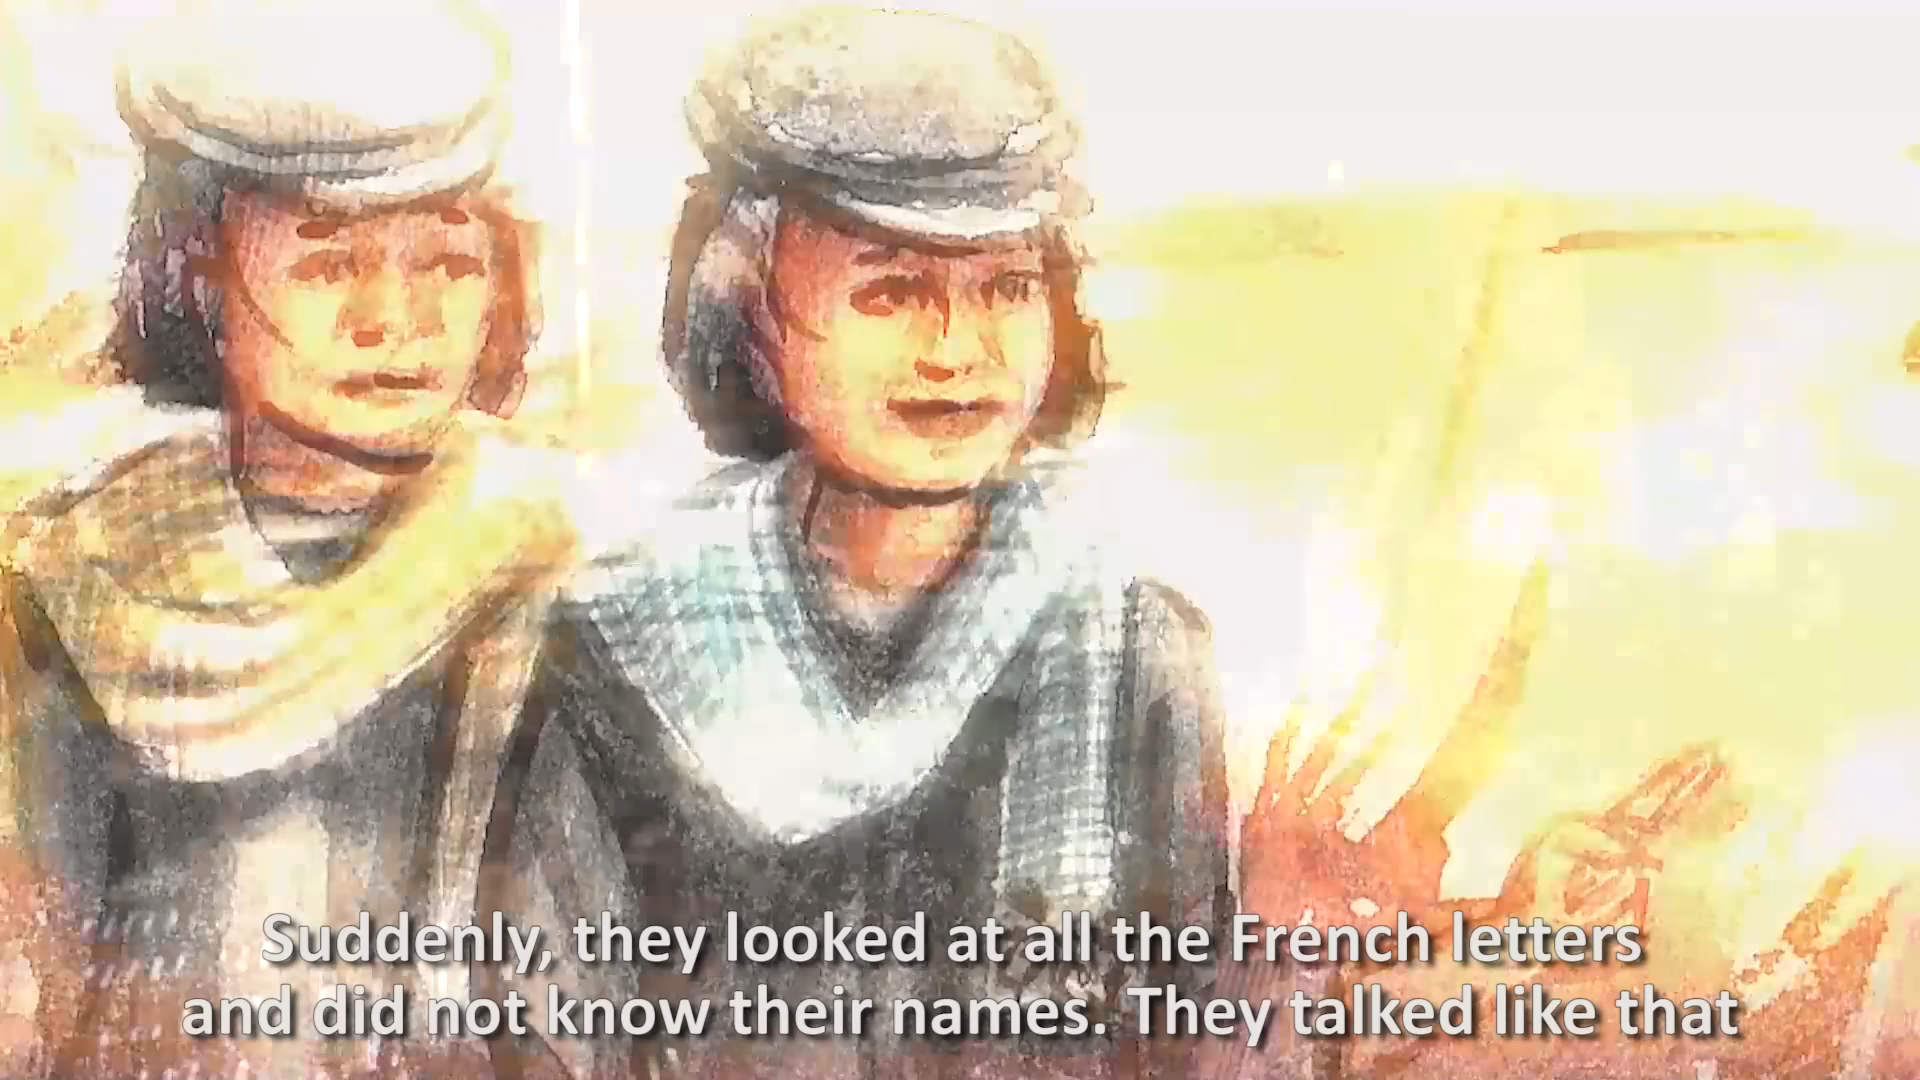 Suddenly, they looked at all the French letters
and did not know their names. They talked like that